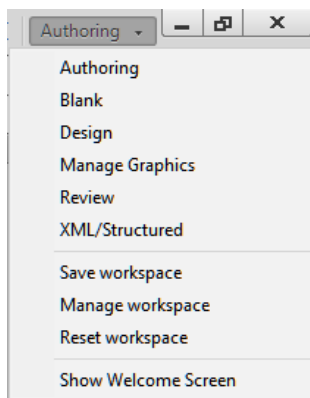 Authoring
Authoring
Blank
Design
Manage Graphics
Review
XML/Structured
Save workspace
Manage workspace
Reset workspace
Show Welcome Screen